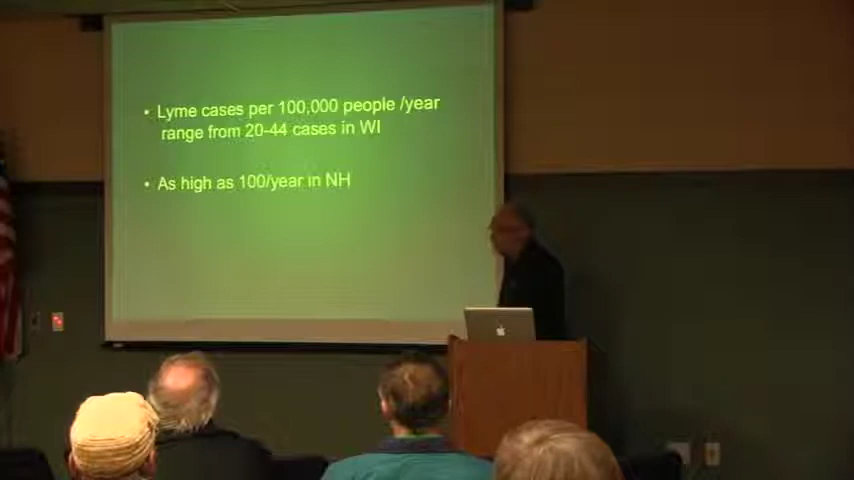 • Lyme cases per 100,000 people /year
range from 20-44 cases in WI
• As high as 100/year in NH